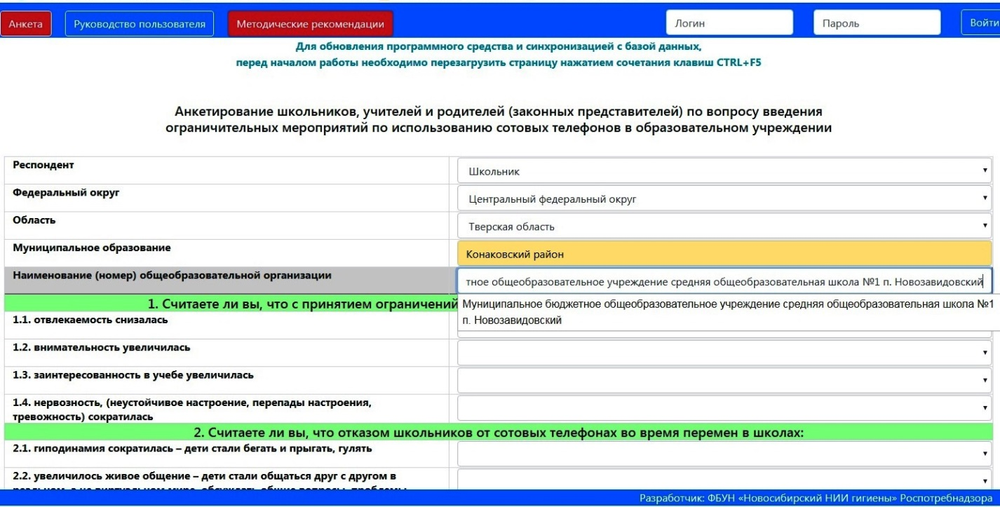 Анкета
Руководство пользователя
Методические рекомендации
Логин
Пароль
Войти
Для обновления программного средства и синхронизацией с базой данных,
перед началом работы необходимо перезагрузить страницу нажатием сочетания клавиш CTRL+F5
Анкетирование школьников, учителей и родителей (законных представителей) по вопросу введения
ограничительных мероприятий по использованию сотовых телефонов в образовательном учреждении
Респондент
Школьник
Федеральный округ
Центральный федеральный округ
Область
Тверская область
Муниципальное образование
Конаковский район
Наименование (номер) общеобразовательной организации
тное общеобразовательное учреждение средняя общеобразовательная школа №1 п. Новозавидовский
1. Считаете ли вы, что с принятием ограничений
Муниципальное бюджетное общеобразовательное учреждение средняя общеобразовательная школа №1
п. Новозавидовский
1.1. отвлекаемость снизалась
1.2. внимательность увеличилась
1.3. заинтересованность в учебе увеличилась
1.4. нервозность, (неустойчивое настроение, перепады настроения,
тревожность) сократилась
2. Считаете ли вы, что отказом школьников от сотовых телефонах во время перемен в школах:
2.1. гиподинамия сократилась – дети стали бегать и прыгать, гулять
2.2. увеличилось живое общение – дети стали общаться друг с другом в
Разработчик: ФБУН «Новосибирский НИИ гигиены» Роспотребнадзора